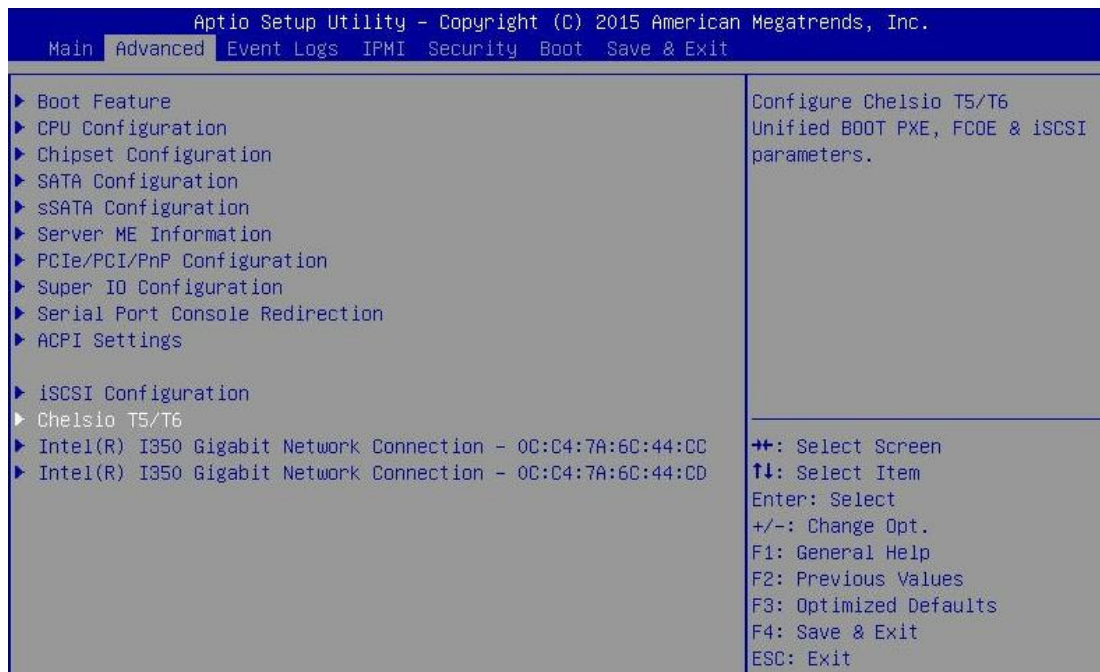 Aptio Setup Utility – Copyright (C) 2015 American Megatrends, Inc.
Main Advanced Event Logs IPMI Security Boot Save & Exit
▶ Boot Feature
▶ CPU Configuration
▶ Chipset Configuration
▶ SATA Configuration
▶ sSATA Configuration
▶ Server ME Information
▶ PCIe/PCI/PnP Configuration
▶ Super IO Configuration
▶ Serial Port Console Redirection
▶ ACPI Settings
▶ iSCSI Configuration
▶ Chelsio T5/T6
▶ Intel(R) I350 Gigabit Network Connection – 0C:C4:7A:6C:44:CC
▶ Intel(R) I350 Gigabit Network Connection – 0C:C4:7A:6C:44:CD
Configure Chelsio T5/T6
Unified BOOT PXE, FCOE & iSCSI
parameters.
→←: Select Screen
↑↓: Select Item
Enter: Select
+/-: Change Opt.
F1: General Help
F2: Previous Values
F3: Optimized Defaults
F4: Save & Exit
ESC: Exit